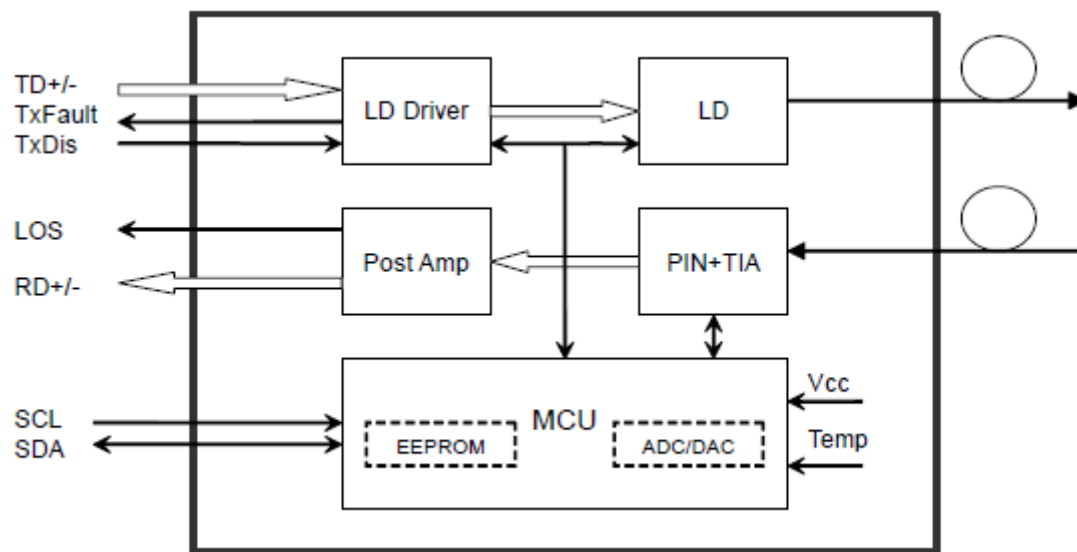 TD+/-
TxFault
TxDis
LD Driver
LD
LOS
RD+/-
Post Amp
PIN+TIA
SCL
SDA
MCU
EEPROM
ADC/DAC
Vcc
Temp